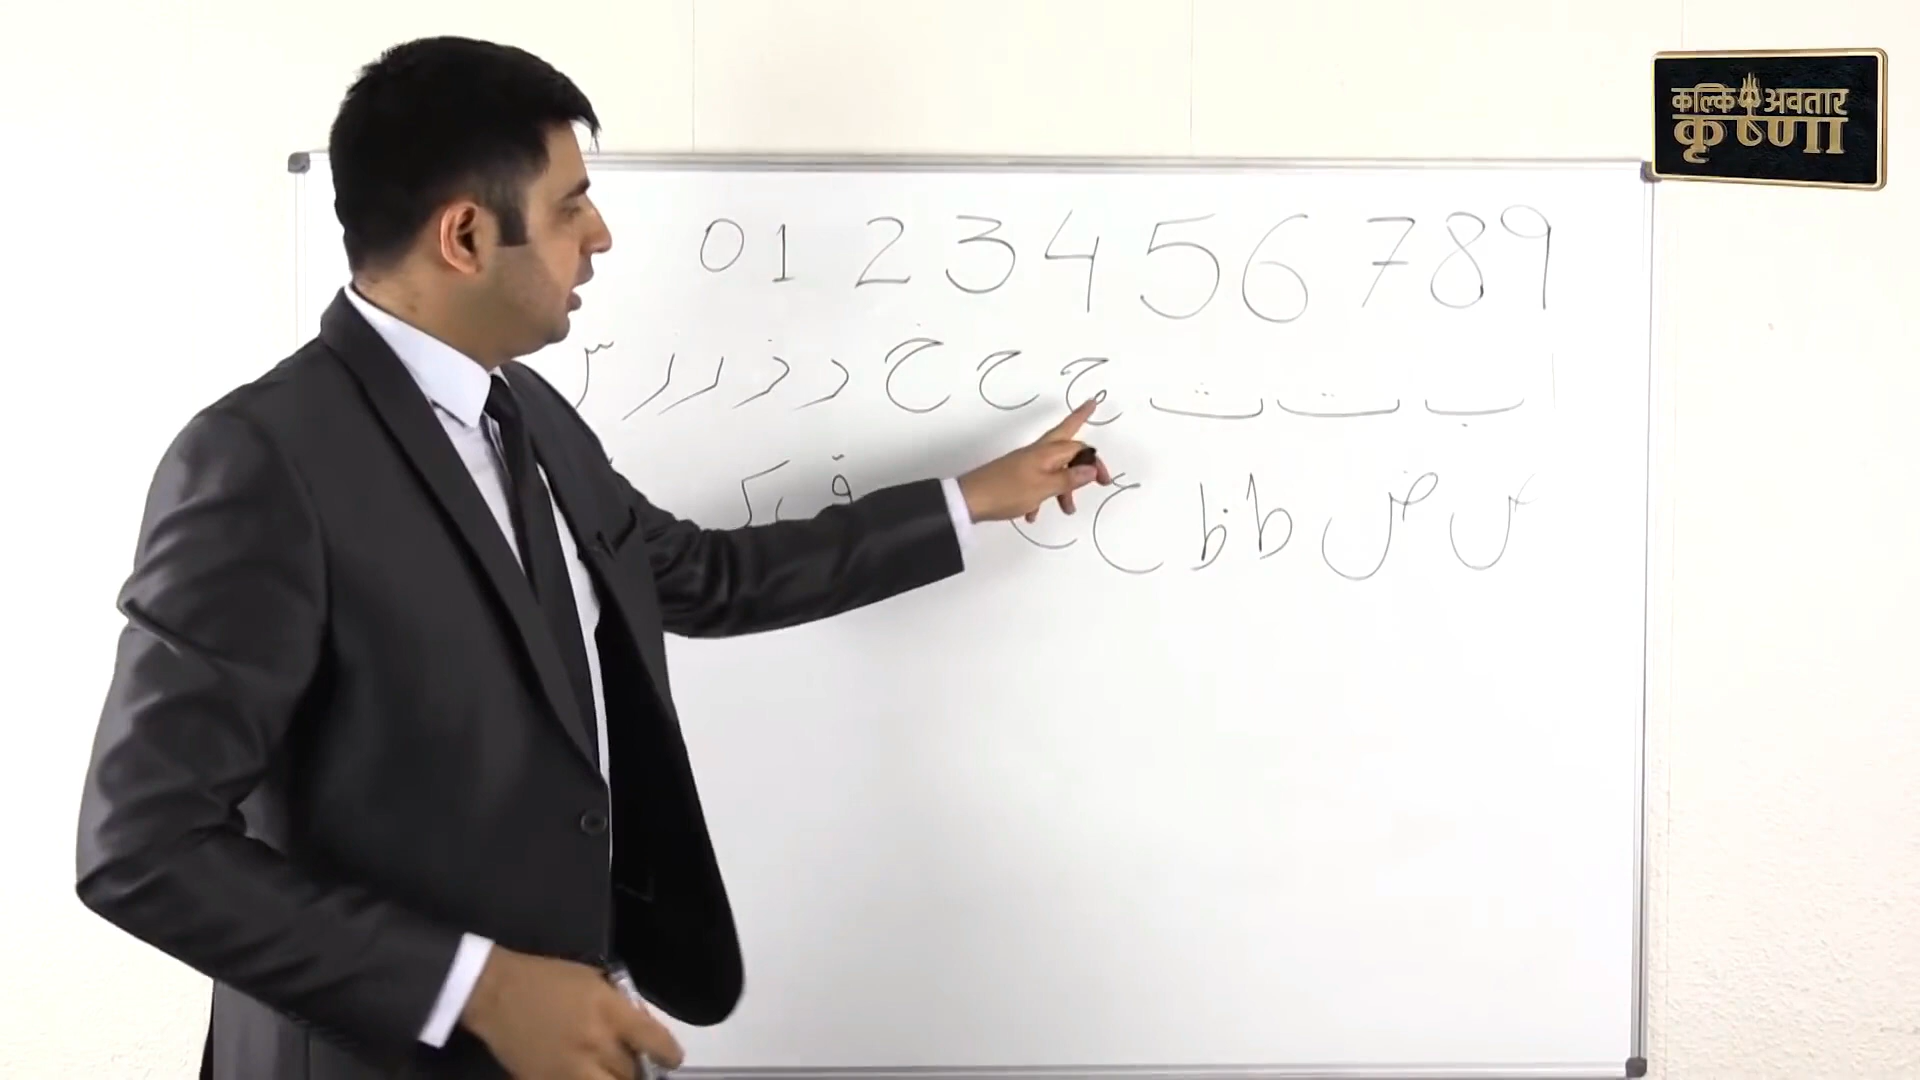 कल्कि अवतार
कृष्णा
0 1 2 3 4 5 6 7 8 9
ا ب ت ث ج ح خ د ذ ر ز س
ص ض ط ظ ع غ ق ك